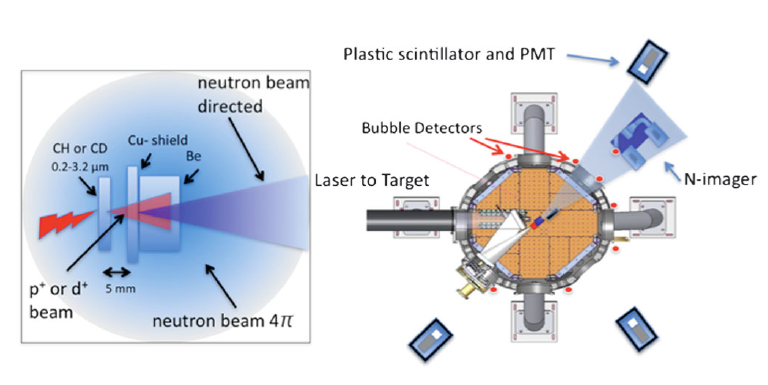 neutron beam
directed
CH or CD
0.2-3.2 μm
Cu- shield
Be
p⁺ or d⁺
beam
5 mm
neutron beam 4π
Plastic scintillator and PMT
Bubble Detectors
Laser to Target
N-imager